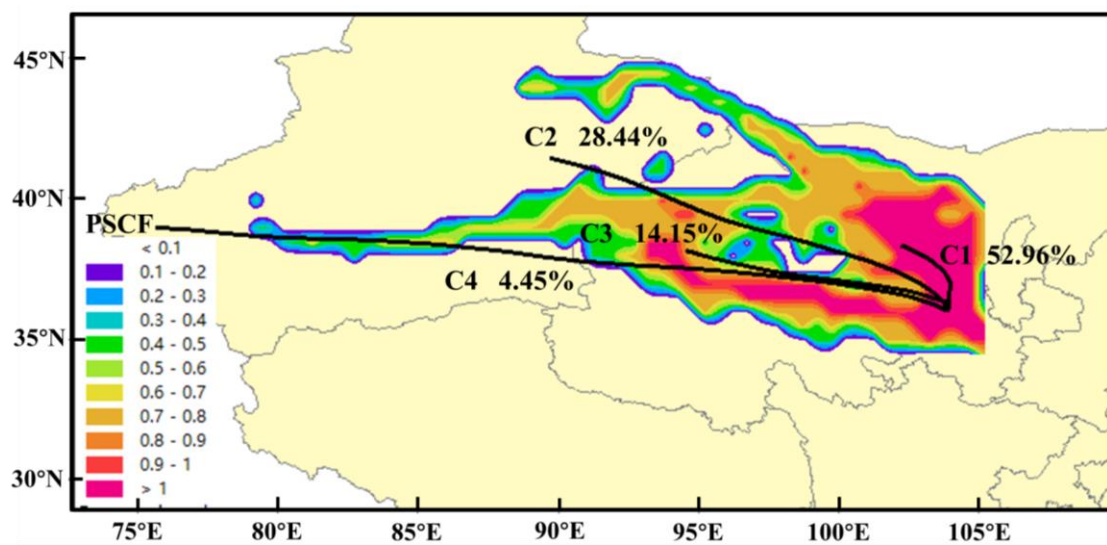 45°N
40°N
35°N
30°N
C2 28.44%
C3 14.15%
C1 52.96%
C4 4.45%
PSCF
< 0.1
0.1 - 0.2
0.2 - 0.3
0.3 - 0.4
0.4 - 0.5
0.5 - 0.6
0.6 - 0.7
0.7 - 0.8
0.8 - 0.9
0.9 - 1
> 1
75°E 80°E 85°E 90°E 95°E 100°E 105°E